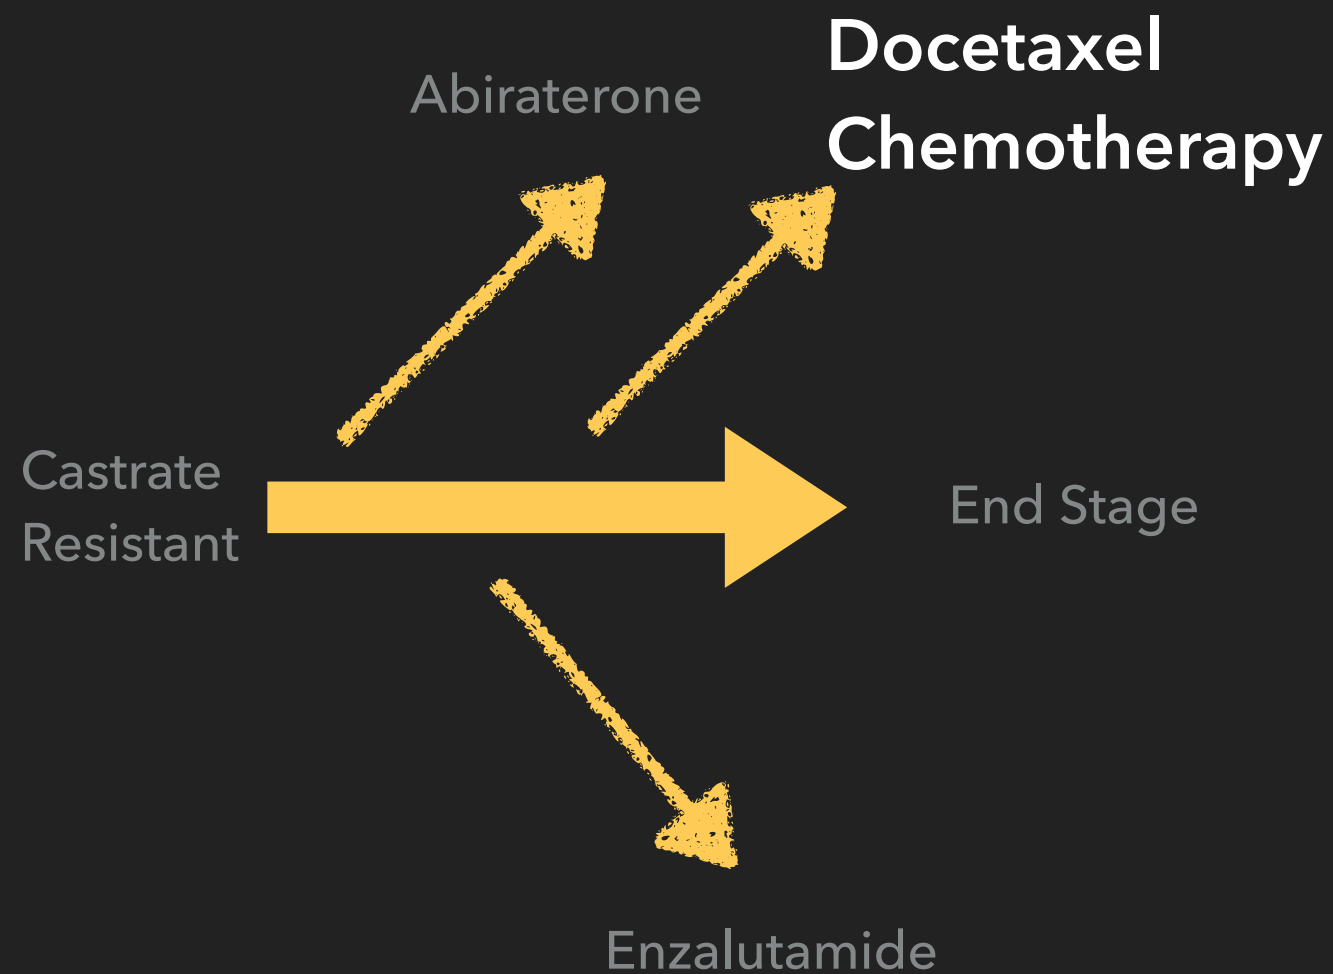 Docetaxel
Chemotherapy
Abiraterone
Castrate
Resistant
End Stage
Enzalutamide